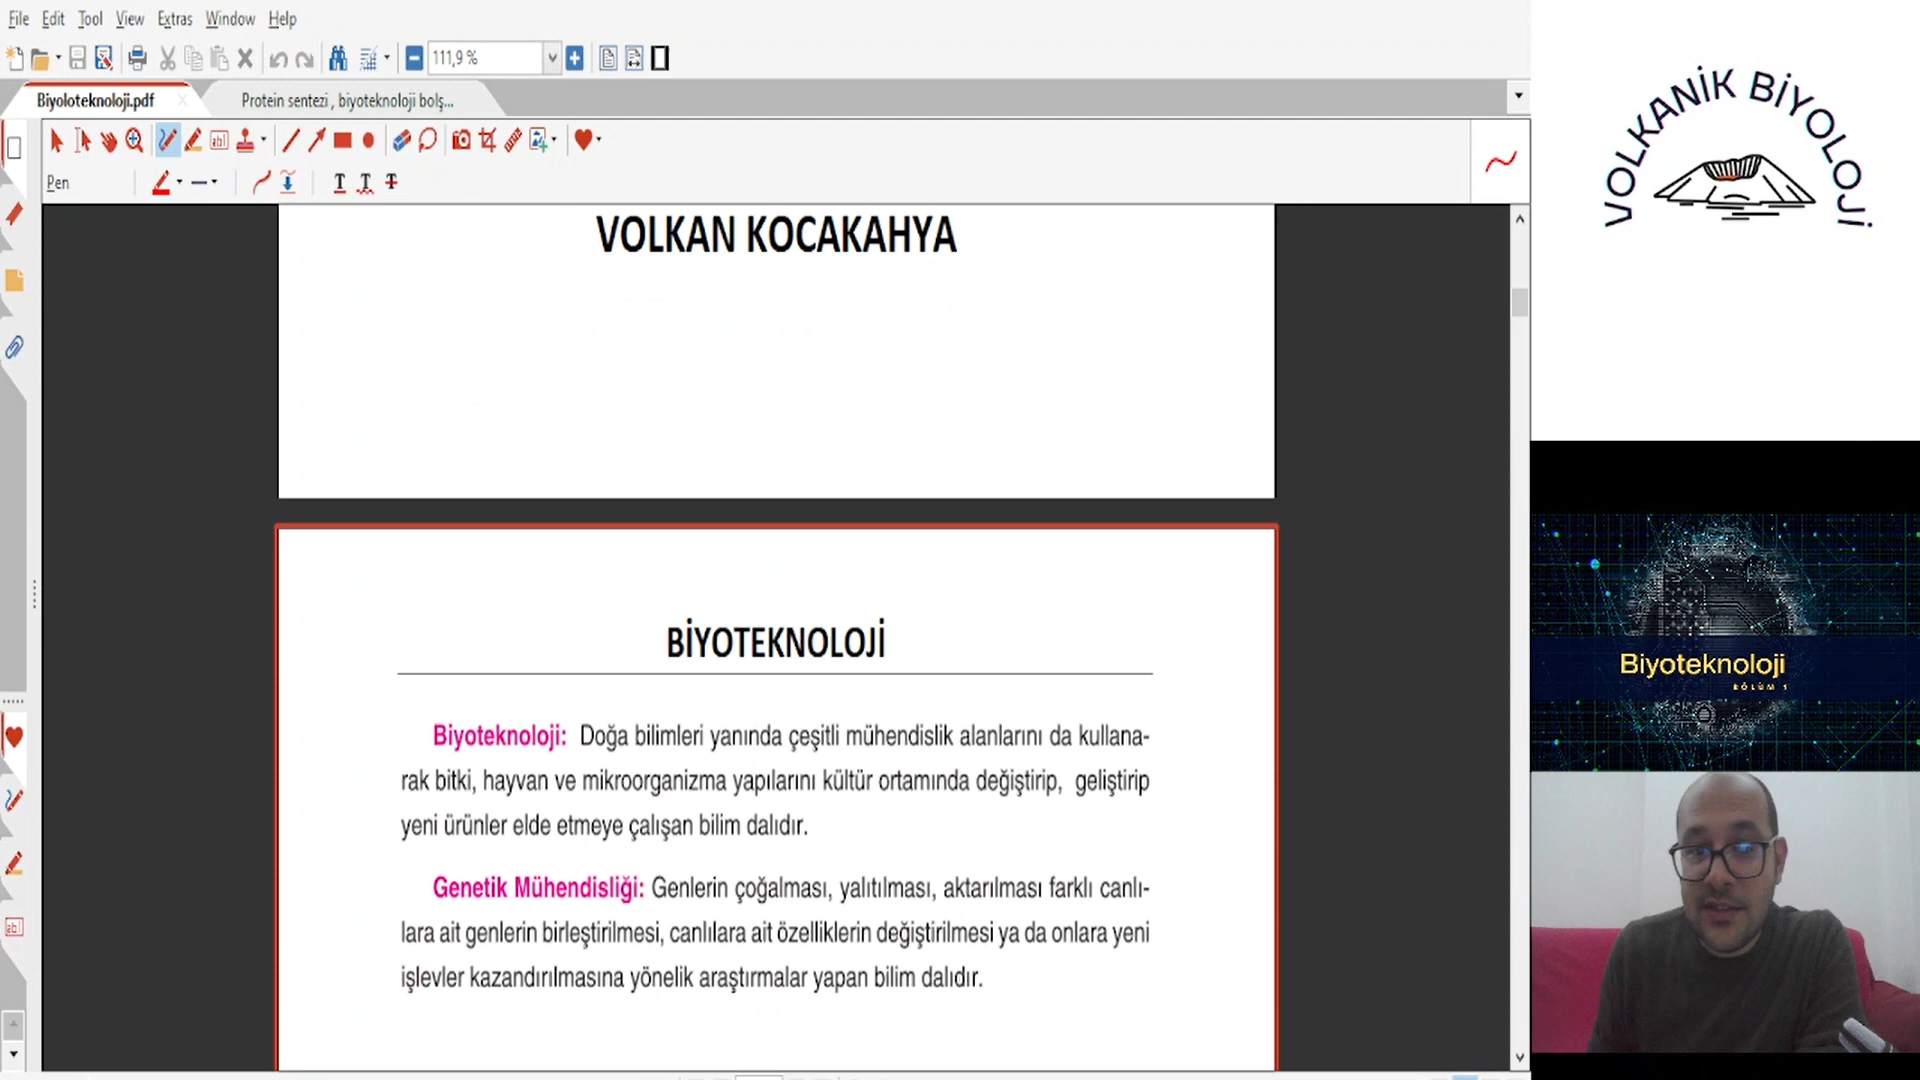 File Edit Tool View Extras Window Help
111,9 %
Biyoloteknoloji.pdf
Protein sentezi , biyoteknoloji bolş...
Pen
VOLKAN KOCAKAHYA
BİYOTEKNOLOJİ
Biyoteknoloji: Doğa bilimleri yanında çeşitli mühendislik alanlarını da kullana-
rak bitki, hayvan ve mikroorganizma yapılarını kültür ortamında değiştirip, geliştirip
yeni ürünler elde etmeye çalışan bilim dalıdır.
Genetik Mühendisliği: Genlerin çoğalması, yalıtılması, aktarılması farklı canlı-
lara ait genlerin birleştirilmesi, canlılara ait özelliklerin değiştirilmesi ya da onlara yeni
işlevler kazandırılmasına yönelik araştırmalar yapan bilim dalıdır.
VOLKANİK BİYOLOJİ
Biyoteknoloji
BÖLÜM 1